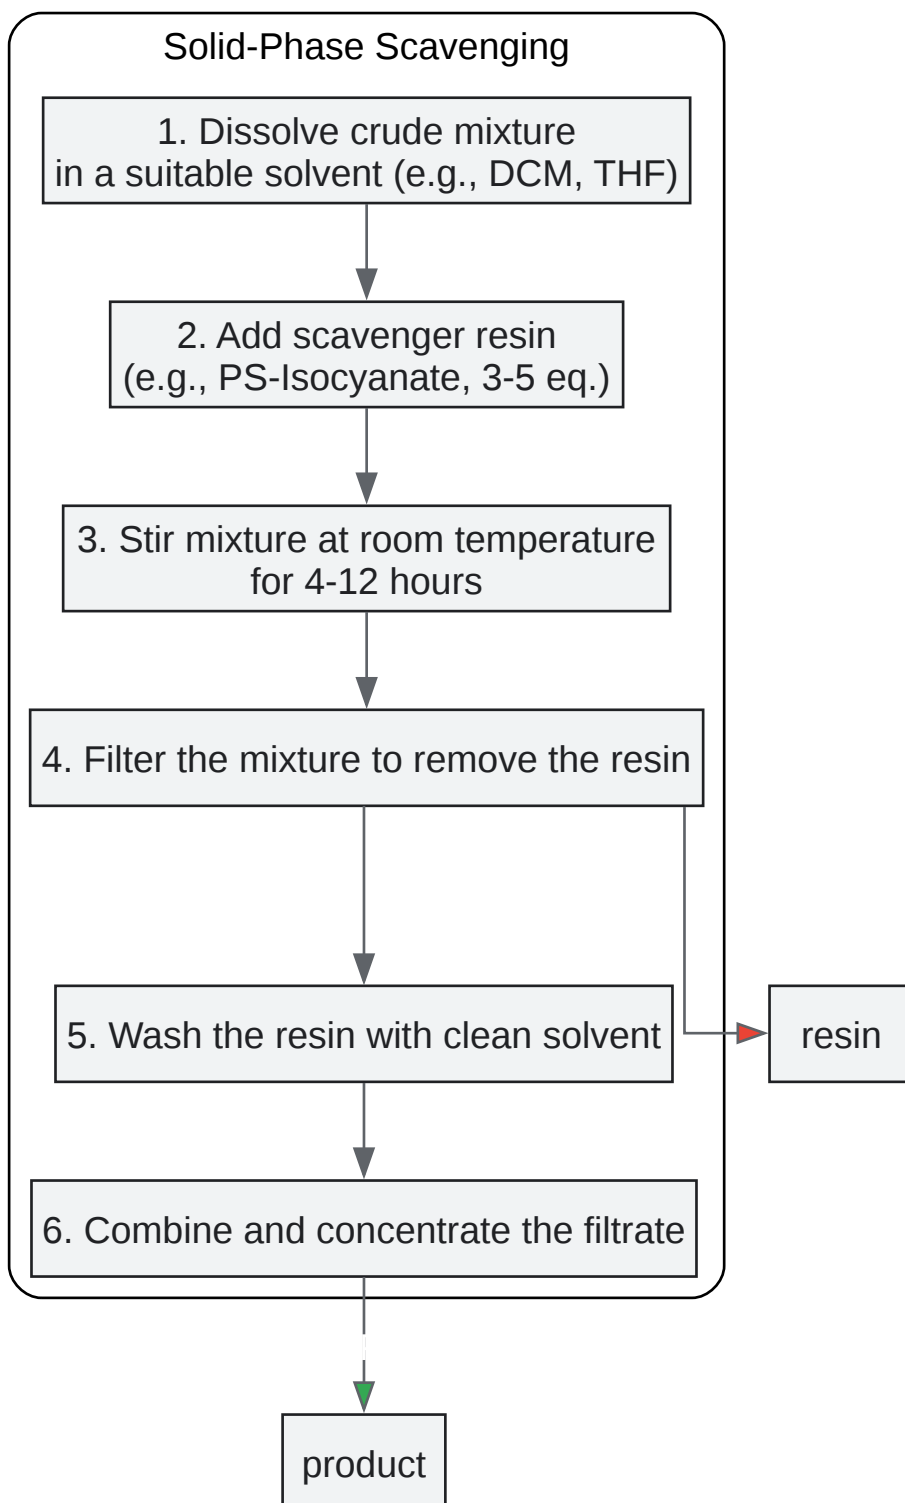 Solid-Phase Scavenging
1. Dissolve crude mixture
in a suitable solvent (e.g., DCM, THF)
2. Add scavenger resin
(e.g., PS-Isocyanate, 3-5 eq.)
3. Stir mixture at room temperature
for 4-12 hours
4. Filter the mixture to remove the resin
5. Wash the resin with clean solvent
resin
6. Combine and concentrate the filtrate
product